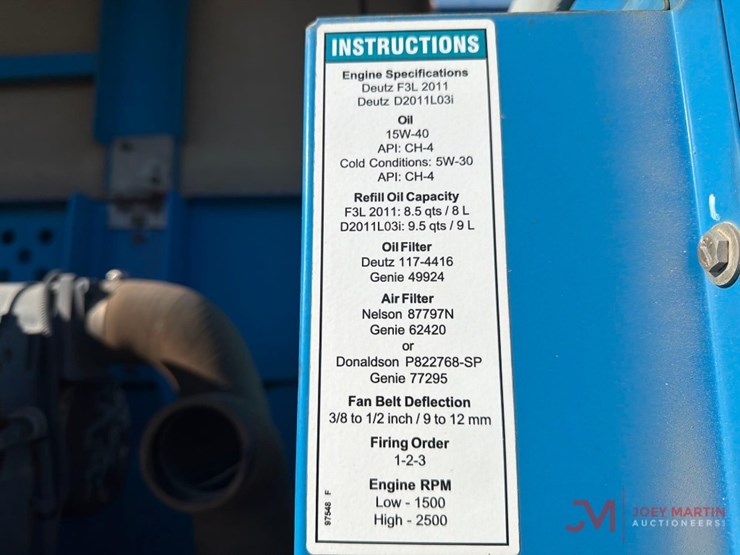 INSTRUCTIONS
Engine Specifications
Deutz F3L 2011
Deutz D2011L03i
Oil
15W-40
API: CH-4
Cold Conditions: 5W-30
API: CH-4
Refill Oil Capacity
F3L 2011: 8.5 qts / 8 L
D2011L03i: 9.5 qts / 9 L
Oil Filter
Deutz 117-4416
Genie 49924
Air Filter
Nelson 87797N
Genie 62420
or
Donaldson P822768-SP
Genie 77295
Fan Belt Deflection
3/8 to 1/2 inch / 9 to 12 mm
Firing Order
1-2-3
Engine RPM
Low - 1500
High - 2500
97548 F
JM
JOEY MARTIN
AUCTIONEERS